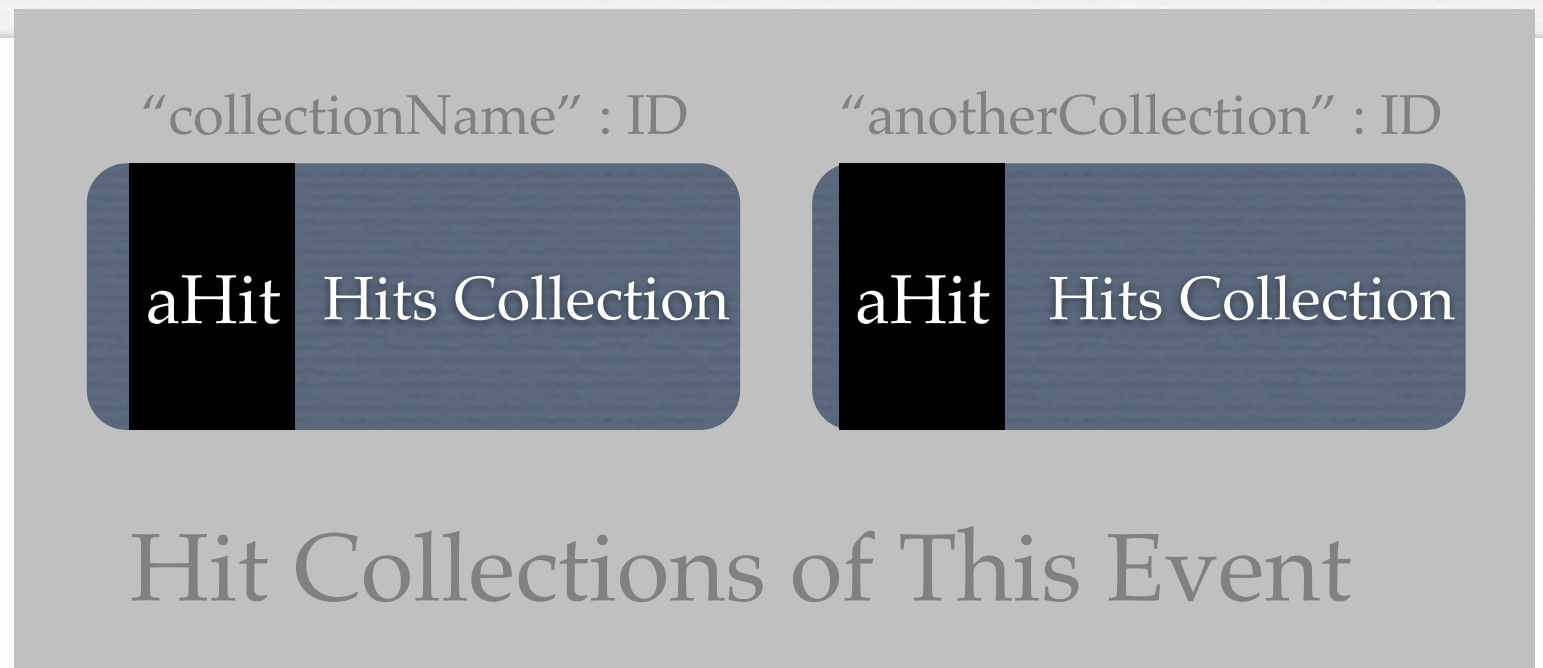 “collectionName” : ID
“anotherCollection” : ID
aHit
Hits Collection
aHit
Hits Collection
Hit Collections of This Event